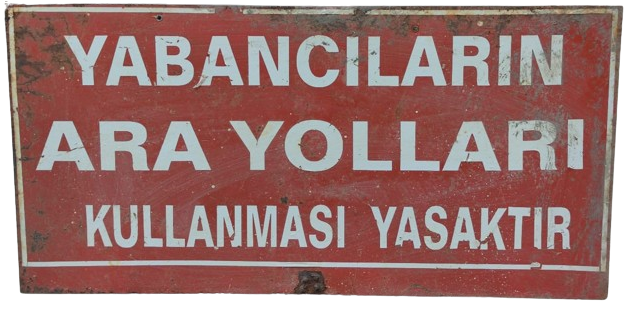 YABANCILARIN
ARA YOLLARI
KULLANMASI YASAKTIR